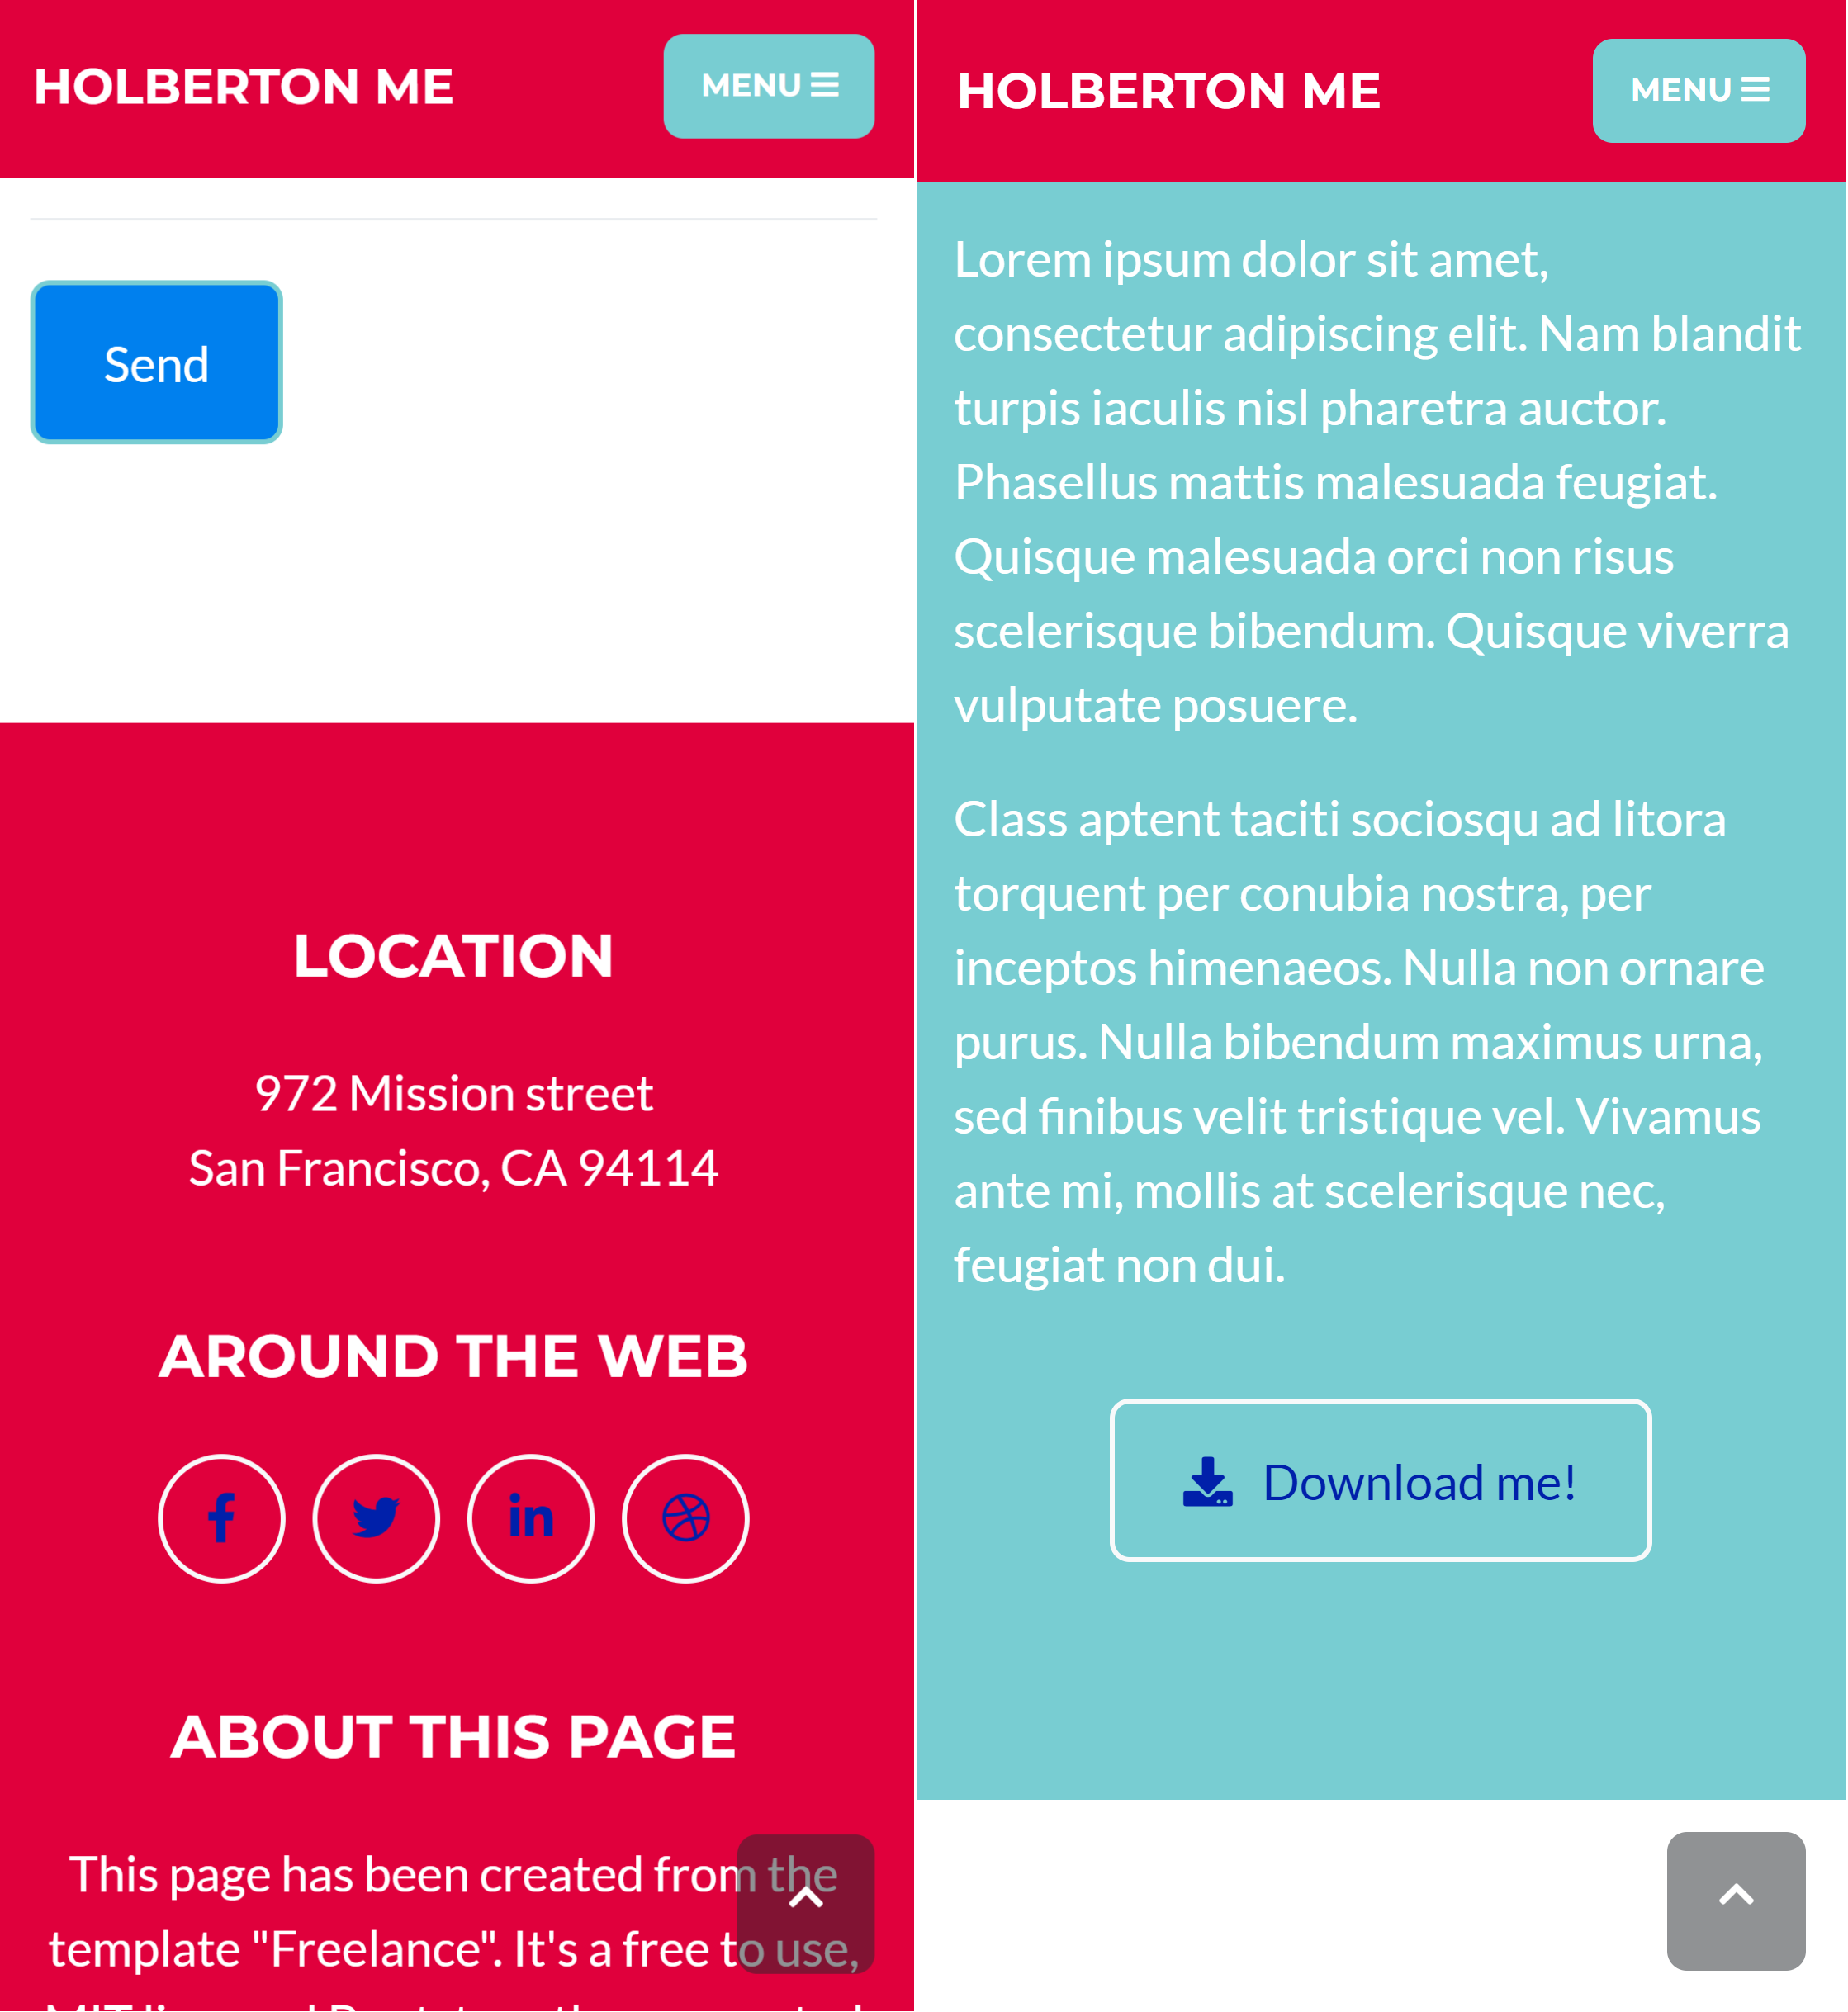 HOLBERTON ME
MENU
Send
LOCATION
972 Mission street
San Francisco, CA 94114
AROUND THE WEB
ABOUT THIS PAGE
This page has been created from the
template "Freelance". It's a free to use,
HOLBERTON ME
MENU
Lorem ipsum dolor sit amet,
consectetur adipiscing elit. Nam blandit
turpis iaculis nisl pharetra auctor.
Phasellus mattis malesuada feugiat.
Quisque malesuada orci non risus
scelerisque bibendum. Quisque viverra
vulputate posuere.
Class aptent taciti sociosqu ad litora
torquent per conubia nostra, per
inceptos himenaeos. Nulla non ornare
purus. Nulla bibendum maximus urna,
sed finibus velit tristique vel. Vivamus
ante mi, mollis at scelerisque nec,
feugiat non dui.
Download me!